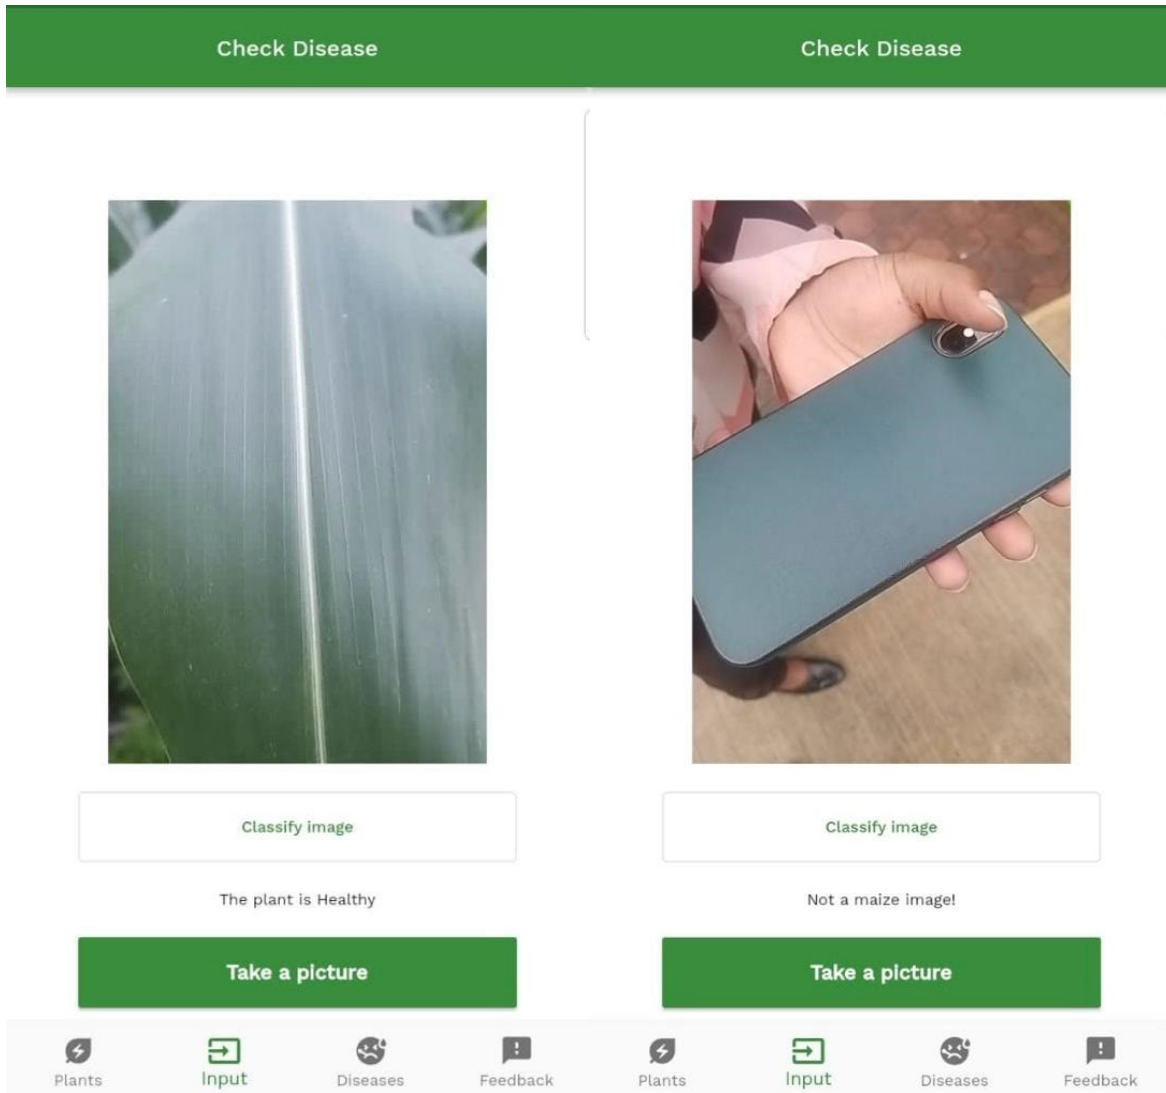 Check Disease
Classify image
The plant is Healthy
Take a picture
Plants
Input
Diseases
Feedback
Check Disease
Classify image
Not a maize image!
Take a picture
Plants
Input
Diseases
Feedback